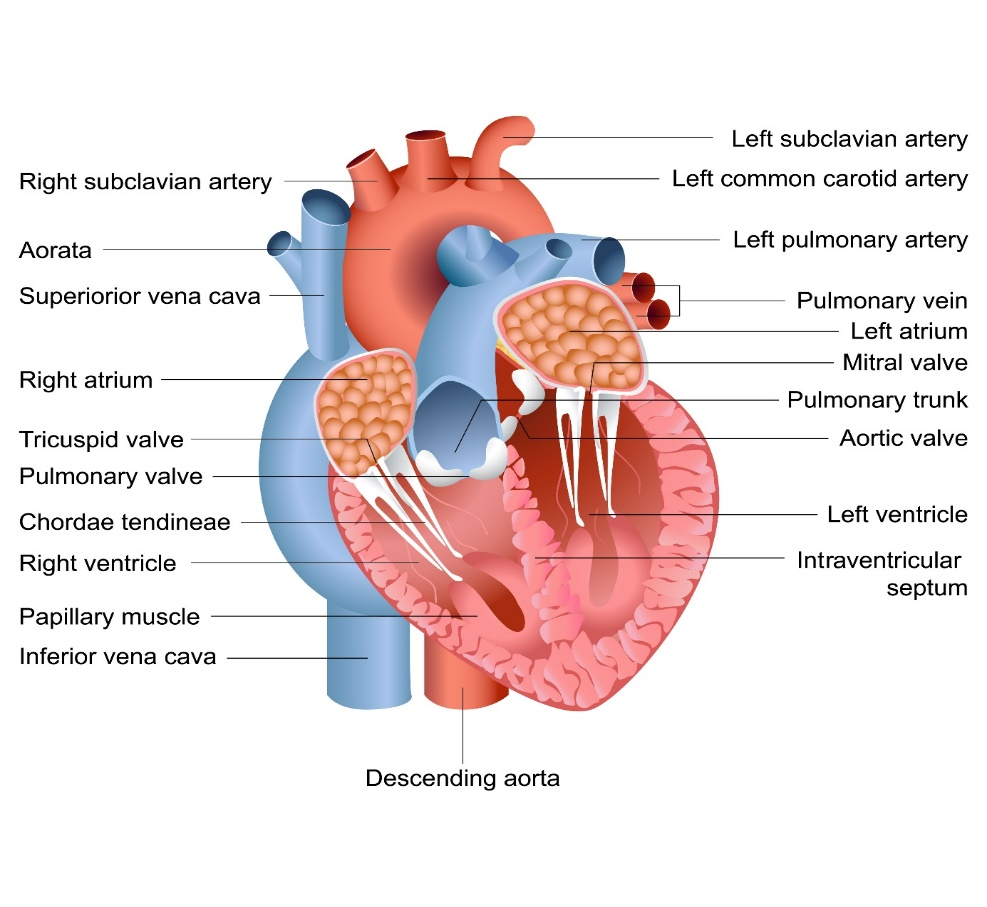 Right subclavian artery
Aorata
Superiorior vena cava
Right atrium
Tricuspid valve
Pulmonary valve
Chordae tendineae
Right ventricle
Papillary muscle
Inferior vena cava
Descending aorta
Left subclavian artery
Left common carotid artery
Left pulmonary artery
Pulmonary vein
Left atrium
Mitral valve
Pulmonary trunk
Aortic valve
Left ventricle
Intraventricular
septum